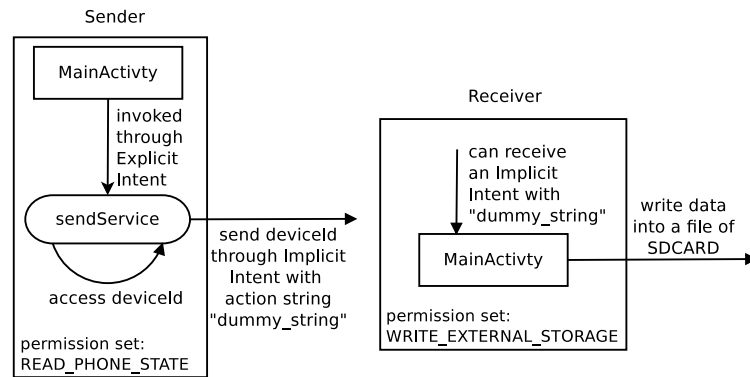 Sender
MainActivty
invoked
through
Explicit
Intent
sendService
access deviceId
permission set:
READ_PHONE_STATE
send deviceId
through Implicit
Intent with
action string
"dummy_string"
Receiver
can receive
an Implicit
Intent with
"dummy_string"
MainActivty
permission set:
WRITE_EXTERNAL_STORAGE
write data
into a file of
SDCARD